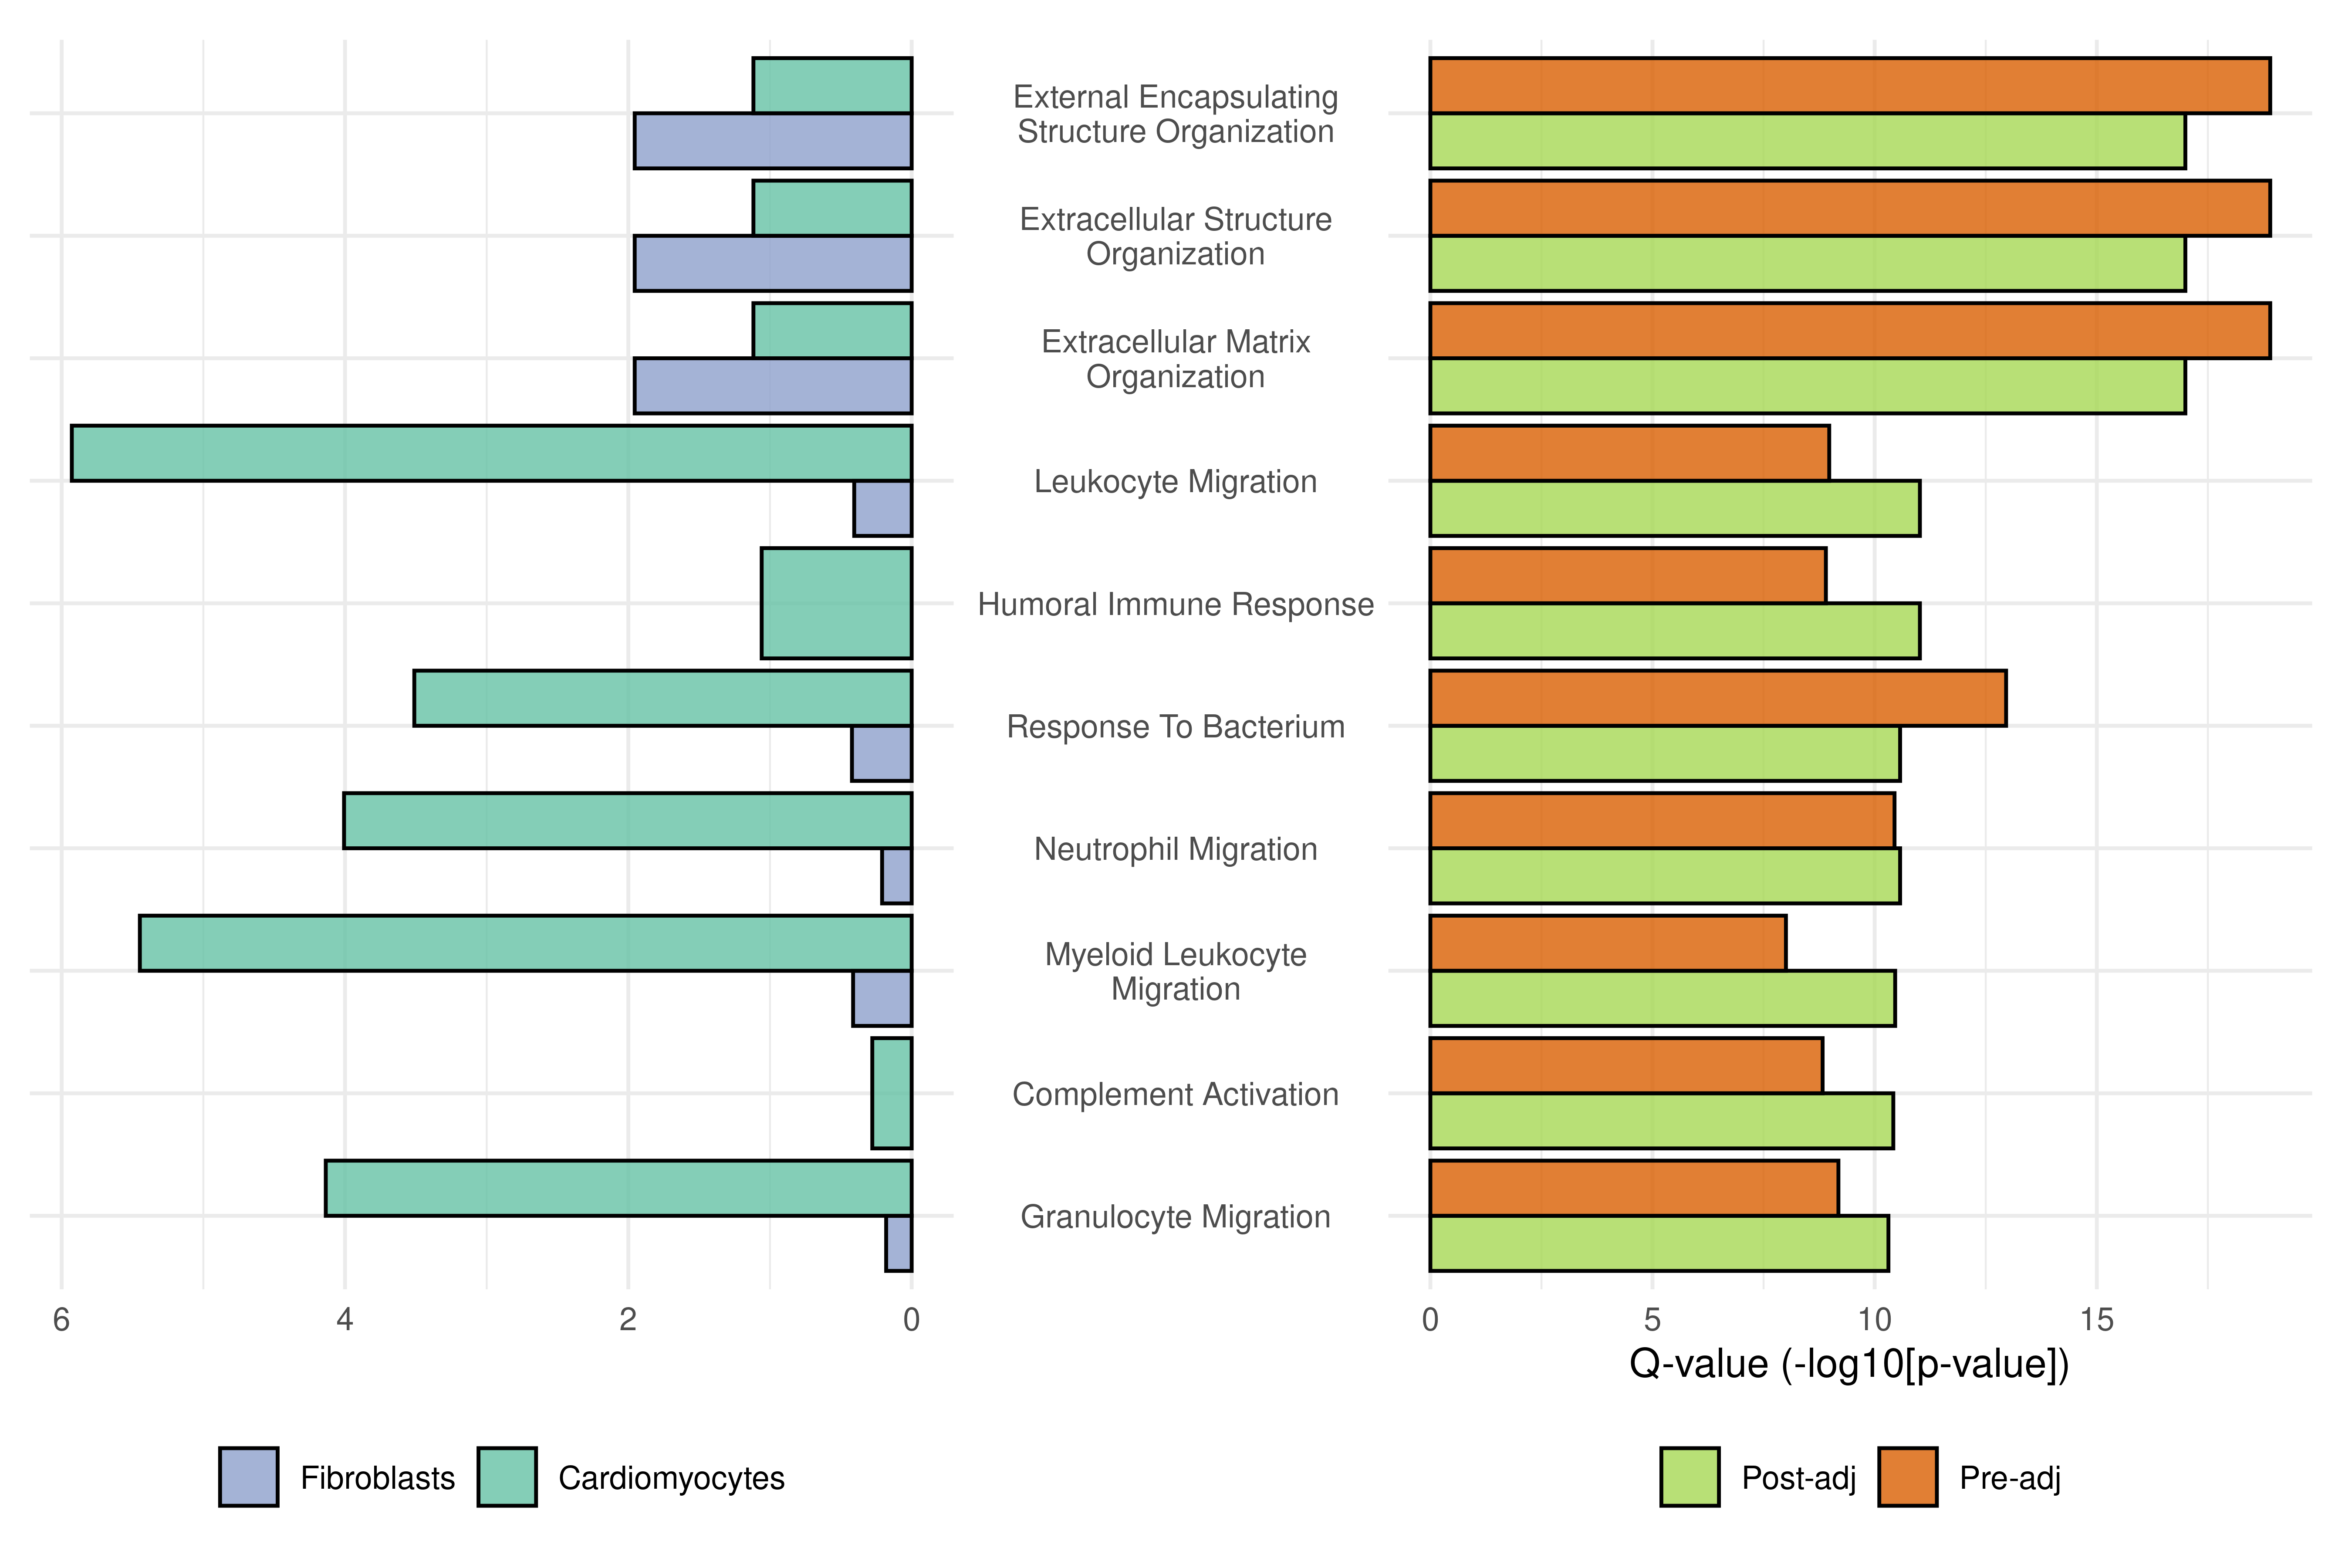 External Encapsulating
Structure Organization
Extracellular Structure
Organization
Extracellular Matrix
Organization
Leukocyte Migration
Humoral Immune Response
Response To Bacterium
Neutrophil Migration
Myeloid Leukocyte
Migration
Complement Activation
Granulocyte Migration
6 4 2 0
0 5 10 15
Q-value (-log10[p-value])
Fibroblasts Cardiomyocytes
Post-adj Pre-adj